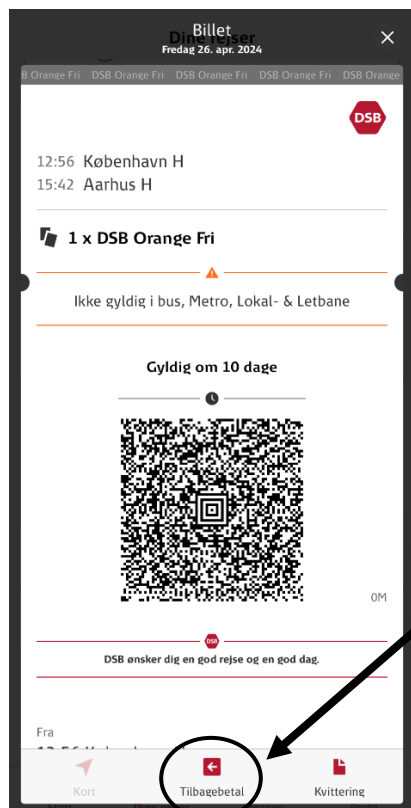 Billet
Fredag 26. apr. 2024
Orange Fri DSB Orange Fri DSB Orange Fri DSB Orange Fri DSB Orange
DSB
12:56 København H
15:42 Aarhus H
1 x DSB Orange Fri
Ikke gyldig i bus, Metro, Lokal- & Letbane
Gyldig om 10 dage
0M
DSB
DSB ønsker dig en god rejse og en god dag.
Fra
Kort Tilbagebetal Kvittering